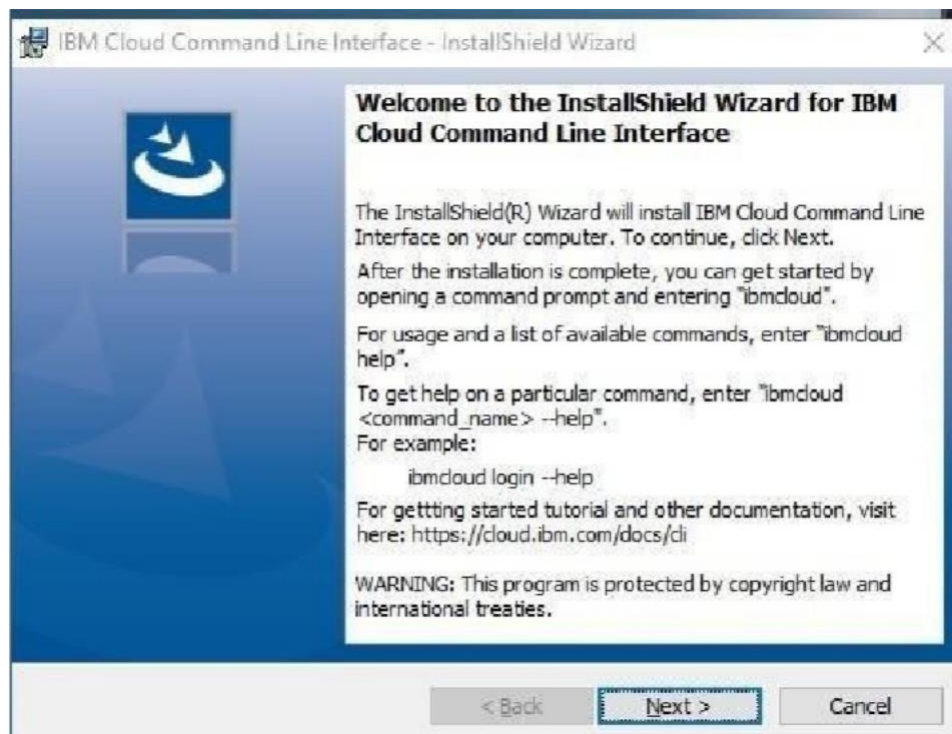 IBM Cloud Command Line Interface - InstallShield Wizard
Welcome to the InstallShield Wizard for IBM
Cloud Command Line Interface
The InstallShield(R) Wizard will install IBM Cloud Command Line
Interface on your computer. To continue, click Next.
After the installation is complete, you can get started by
opening a command prompt and entering "ibmcloud".
For usage and a list of available commands, enter "ibmcloud
help".
To get help on a particular command, enter "ibmcloud
<command_name> --help".
For example:
ibmcloud login --help
For gettting started tutorial and other documentation, visit
here: https://cloud.ibm.com/docs/cli
WARNING: This program is protected by copyright law and
international treaties.
< Back
Next >
Cancel